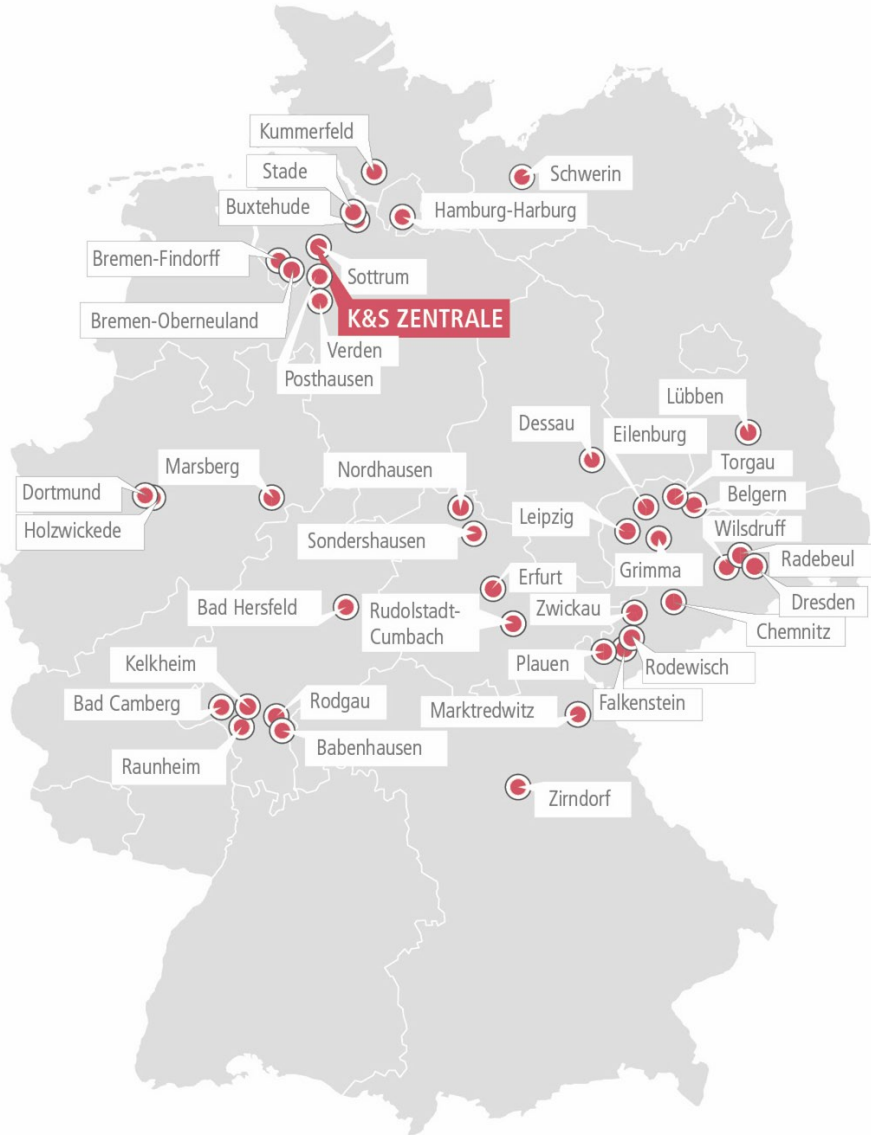 Kummerfeld
Stade
Schwerin
Buxtehude
Hamburg-Harburg
Bremen-Findorff
Sottrum
Bremen-Oberneuland
K&S ZENTRALE
Verden
Posthausen
Lübben
Dessau
Eilenburg
Marsberg
Nordhausen
Torgau
Dortmund
Belgern
Holzwickede
Leipzig
Wilsdruff
Sondershausen
Radebeul
Grimma
Erfurt
Dresden
Bad Hersfeld
Rudolstadt-
Cumbach
Zwickau
Chemnitz
Kelkheim
Plauen
Rodewisch
Bad Camberg
Rodgau
Marktredwitz
Falkenstein
Raunheim
Babenhausen
Zirndorf